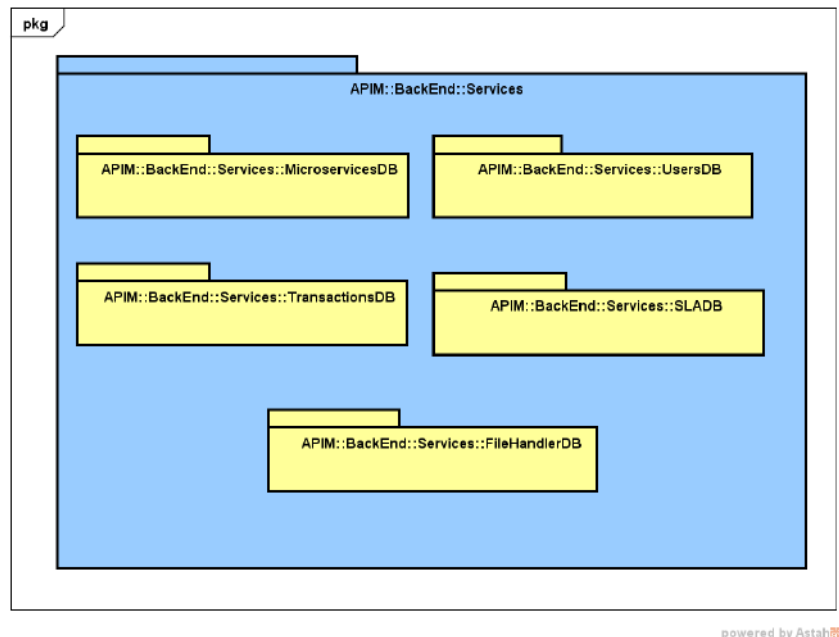 pkg
APIM::BackEnd::Services
APIM::BackEnd::Services::MicroservicesDB
APIM::BackEnd::Services::UsersDB
APIM::BackEnd::Services::TransactionsDB
APIM::BackEnd::Services::SLADB
APIM::BackEnd::Services::FileHandlerDB
powered by Astah